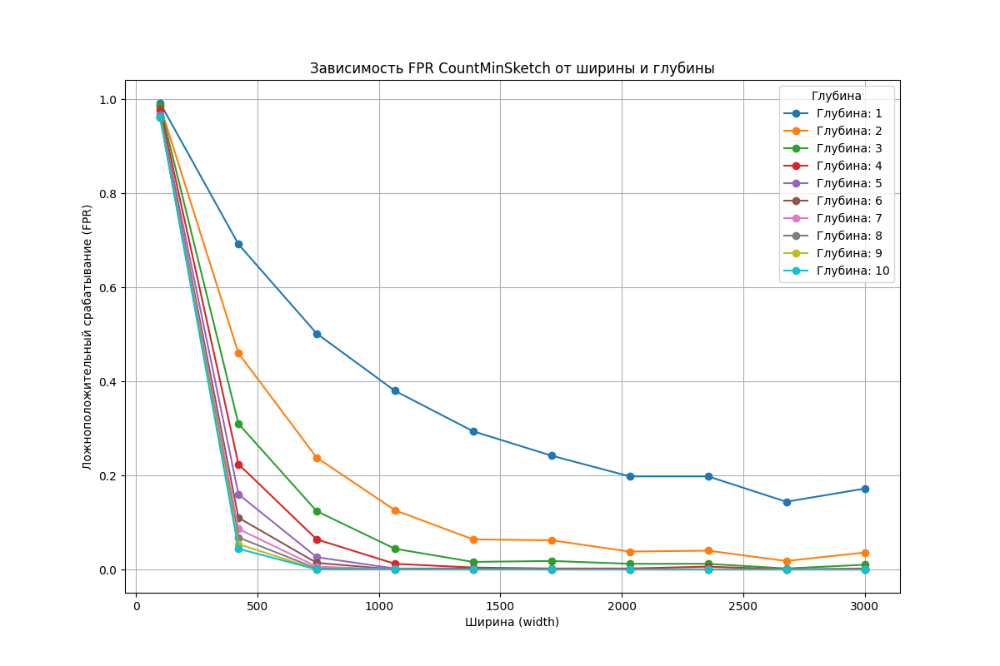 Зависимость FPR CountMinSketch от ширины и глубины
Ложноположительный срабатывание (FPR)
1.0
0.8
0.6
0.4
0.2
0.0
Глубина
Глубина: 1
Глубина: 2
Глубина: 3
Глубина: 4
Глубина: 5
Глубина: 6
Глубина: 7
Глубина: 8
Глубина: 9
Глубина: 10
0 500 1000 1500 2000 2500 3000
Ширина (width)